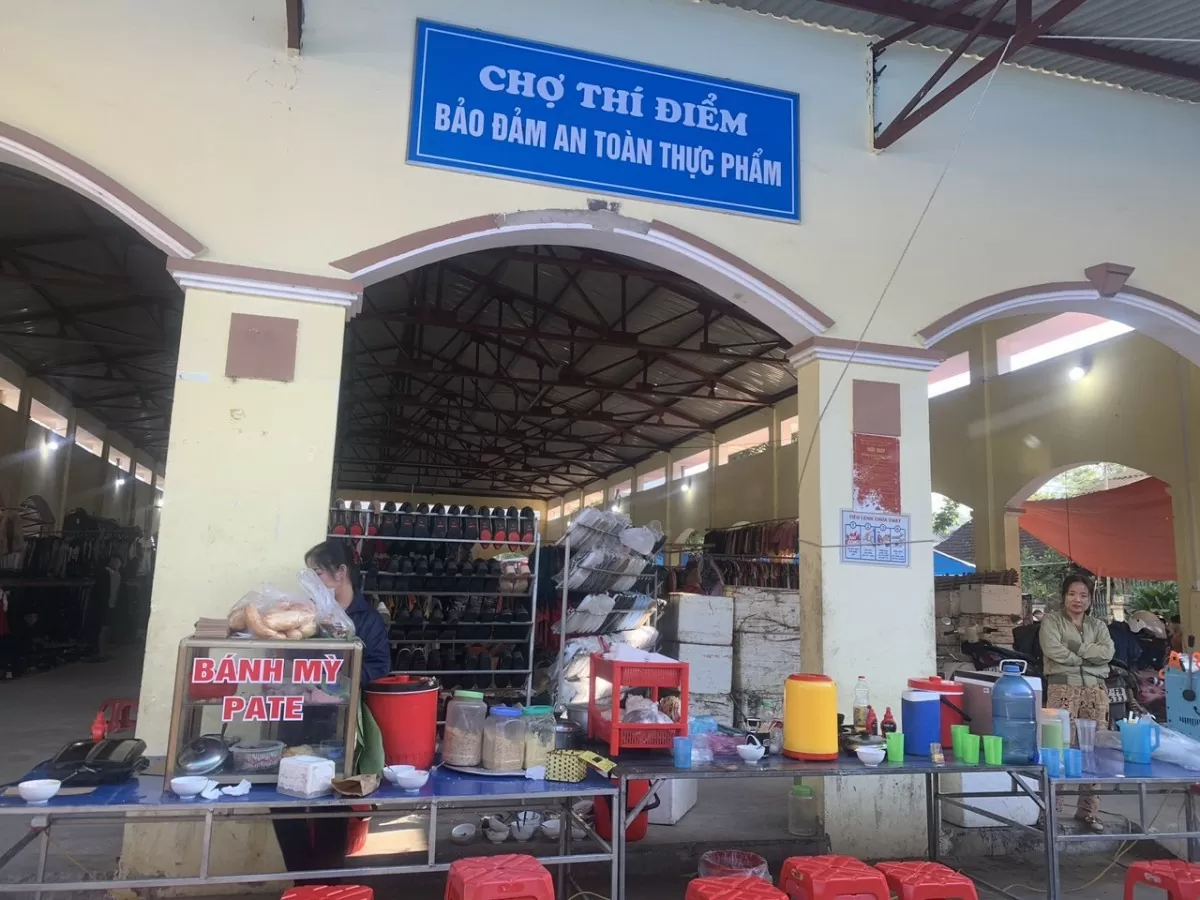 CHỢ THÍ ĐIỂM
BẢO ĐẢM AN TOÀN THỰC PHẨM
BÁNH MỲ
PATE